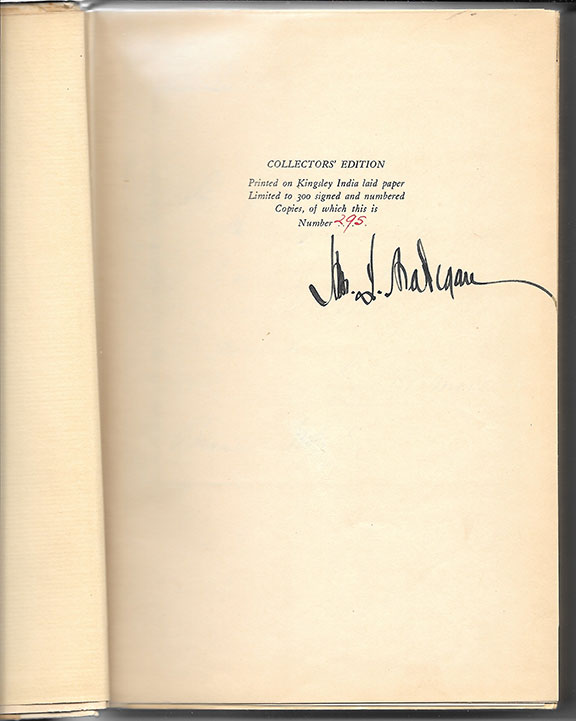 COLLECTORS' EDITION
Printed on Kingsley India laid paper
Limited to 300 signed and numbered
Copies, of which this is
Number 295.